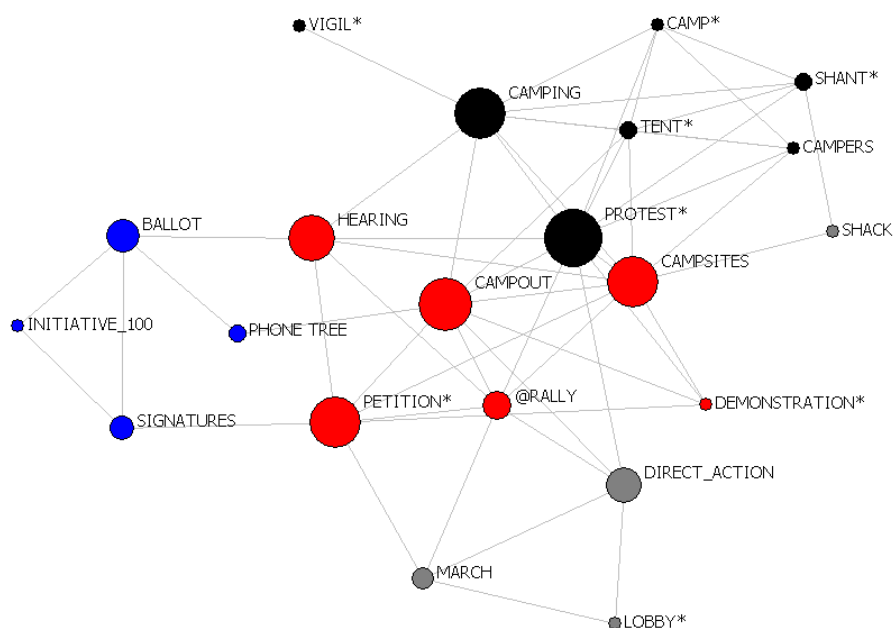 VIGIL*
CAMP*
SHANT*
CAMPING
TENT*
CAMPERS
BALLOT
HEARING
PROTEST*
SHACK
CAMPSITES
CAMPOUT
INITIATIVE_100
PHONE TREE
PETITION*
@RALLY
DEMONSTRATION*
SIGNATURES
DIRECT_ACTION
MARCH
LOBBY*